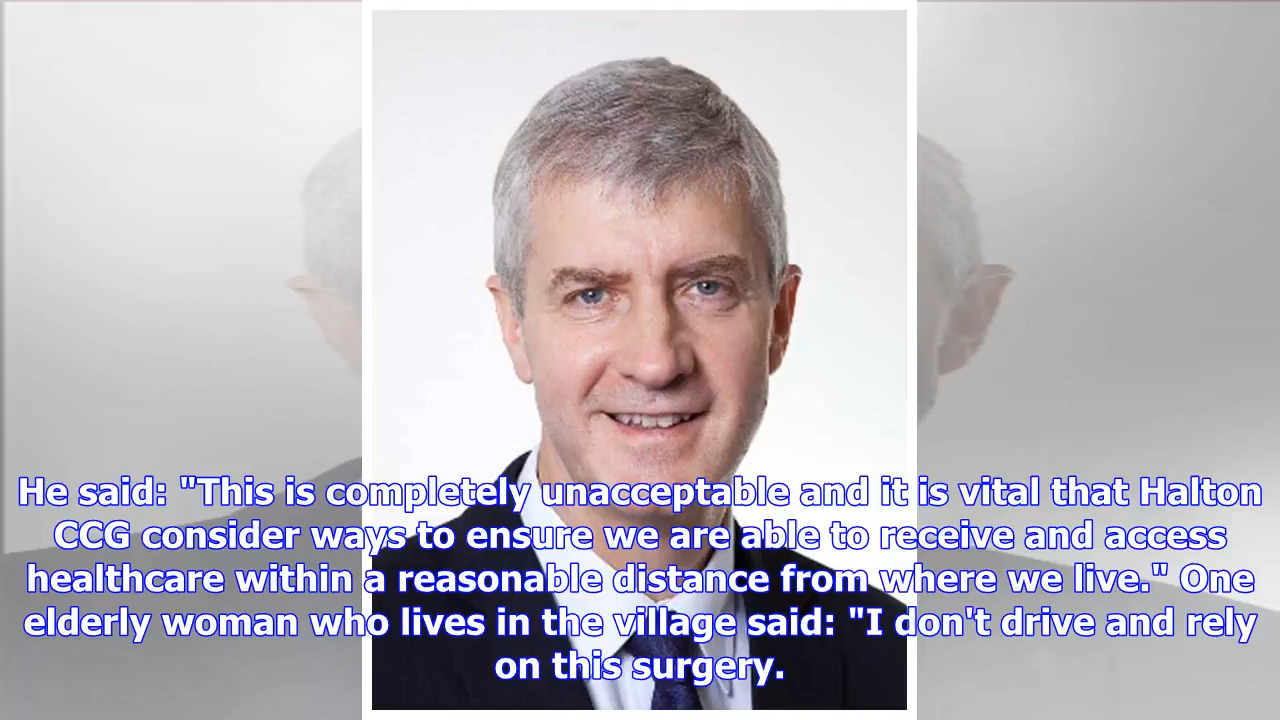 He said: "This is completely unacceptable and it is vital that Halton
CCG consider ways to ensure we are able to receive and access
healthcare within a reasonable distance from where we live." One
elderly woman who lives in the village said: "I don't drive and rely
on this surgery.